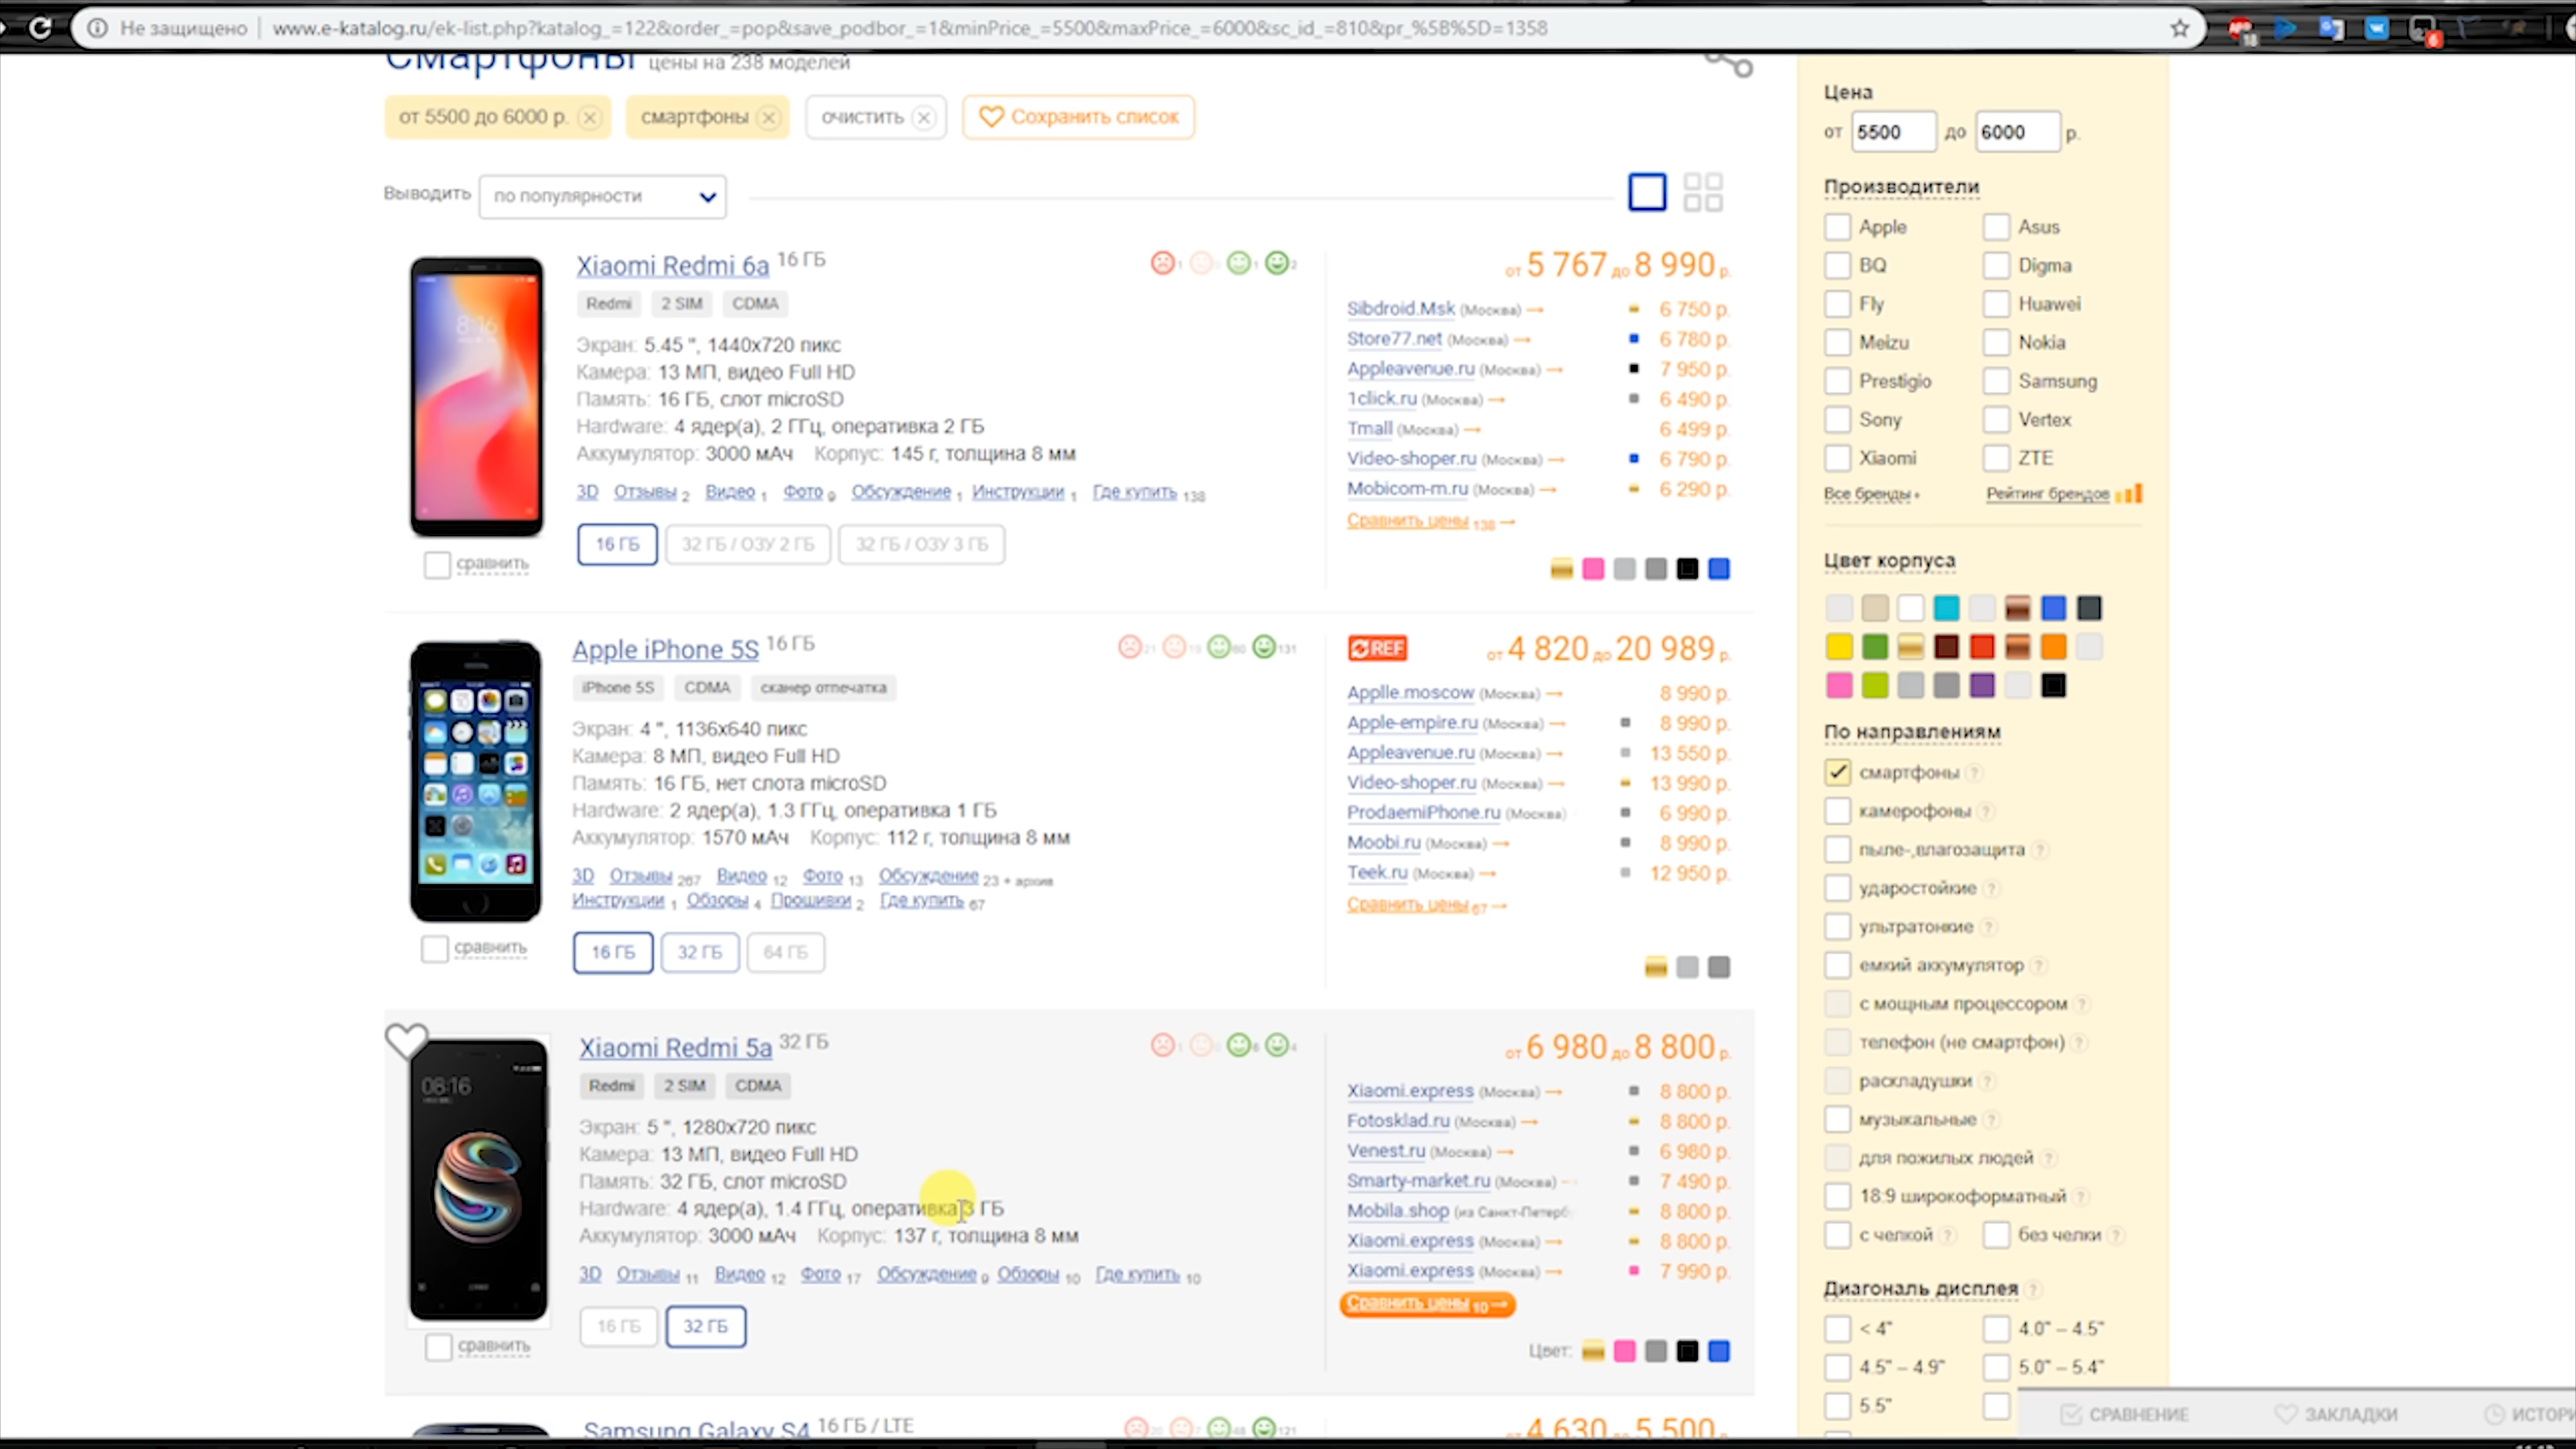 Не защищено www.e-katalog.ru/ek-list.php?katalog_=122&order_=pop&save_podbor_=1&minPrice_=5500&maxPrice_=6000&sc_id_=810&pr_%5B%5D=1358
Смартфоны цены на 238 моделей
от 5500 до 6000 р. смартфоны очистить Сохранить список
Выводить по популярности
Xiaomi Redmi 6a 16 ГБ
Redmi 2 SIM CDMA
Экран: 5.45 ", 1440x720 пикс
Камера: 13 МП, видео Full HD
Память: 16 ГБ, слот microSD
Hardware: 4 ядер(а), 2 ГГц, оперативка 2 ГБ
Аккумулятор: 3000 мАч Корпус: 145 г, толщина 8 мм
3D Отзывы 2 Видео 1 Фото 9 Обсуждение 1 Инструкции 1 Где купить 138
16 ГБ 32 ГБ / ОЗУ 2 ГБ 32 ГБ / ОЗУ 3 ГБ
сравнить
от 5 767 до 8 990 р.
Sibdroid.Msk (Москва) → 6 750 р.
Store77.net (Москва) → 6 780 р.
Appleavenue.ru (Москва) → 7 950 р.
1click.ru (Москва) → 6 490 р.
Tmall (Москва) → 6 499 р.
Video-shoper.ru (Москва) → 6 790 р.
Mobicom-m.ru (Москва) → 6 290 р.
Сравнить цены 138 →
Apple iPhone 5S 16 ГБ
21 19 60 131
iPhone 5S CDMA сканер отпечатка
Экран: 4 ", 1136x640 пикс
Камера: 8 МП, видео Full HD
Память: 16 ГБ, нет слота microSD
Hardware: 2 ядер(а), 1.3 ГГц, оперативка 1 ГБ
Аккумулятор: 1570 мАч Корпус: 112 г, толщина 8 мм
3D Отзывы 267 Видео 12 Фото 13 Обсуждение 23 + архив
Инструкции 1 Обзоры 4 Прошивки 2 Где купить 67
16 ГБ 32 ГБ 64 ГБ
сравнить
REF от 4 820 до 20 989 р.
Applle.moscow (Москва) → 8 990 р.
Apple-empire.ru (Москва) → 8 990 р.
Appleavenue.ru (Москва) → 13 550 р.
Video-shoper.ru (Москва) → 13 990 р.
ProdaemiPhone.ru (Москва) 6 990 р.
Moobi.ru (Москва) → 8 990 р.
Teek.ru (Москва) → 12 950 р.
Сравнить цены 67 →
08:16
Xiaomi Redmi 5a 32 ГБ
Redmi 2 SIM CDMA
Экран: 5 ", 1280x720 пикс
Камера: 13 МП, видео Full HD
Память: 32 ГБ, слот microSD
Hardware: 4 ядер(а), 1.4 ГГц, оперативка 3 ГБ
Аккумулятор: 3000 мАч Корпус: 137 г, толщина 8 мм
3D Отзывы 11 Видео 12 Фото 17 Обсуждение 9 Обзоры 10 Где купить 10
16 ГБ 32 ГБ
сравнить
от 6 980 до 8 800 р.
Xiaomi.express (Москва) → 8 800 р.
Fotosklad.ru (Москва) → 8 800 р.
Venest.ru (Москва) → 6 980 р.
Smarty-market.ru (Москва) 7 490 р.
Mobila.shop (из Санкт-Петерб 8 800 р.
Xiaomi.express (Москва) → 8 800 р.
Xiaomi.express (Москва) → 7 990 р.
Сравнить цены 10 →
Цвет:
Samsung Galaxy S4 16 ГБ / LTE
от 4 630 до 5 500 р.
Цена
от 5500 до 6000 р.
Производители
Apple Asus
BQ Digma
Fly Huawei
Meizu Nokia
Prestigio Samsung
Sony Vertex
Xiaomi ZTE
Все бренды Рейтинг брендов
Цвет корпуса
По направлениям
смартфоны ?
камерофоны ?
пыле-,влагозащита ?
ударостойкие ?
ультратонкие ?
емкий аккумулятор ?
с мощным процессором ?
телефон (не смартфон) ?
раскладушки ?
музыкальные ?
для пожилых людей ?
18:9 широкоформатный ?
с челкой ? без челки ?
Диагональ дисплея ?
< 4" 4.0" – 4.5"
4.5" – 4.9" 5.0" – 5.4"
5.5"
СРАВНЕНИЕ ЗАКЛАДКИ ИСТОРИ